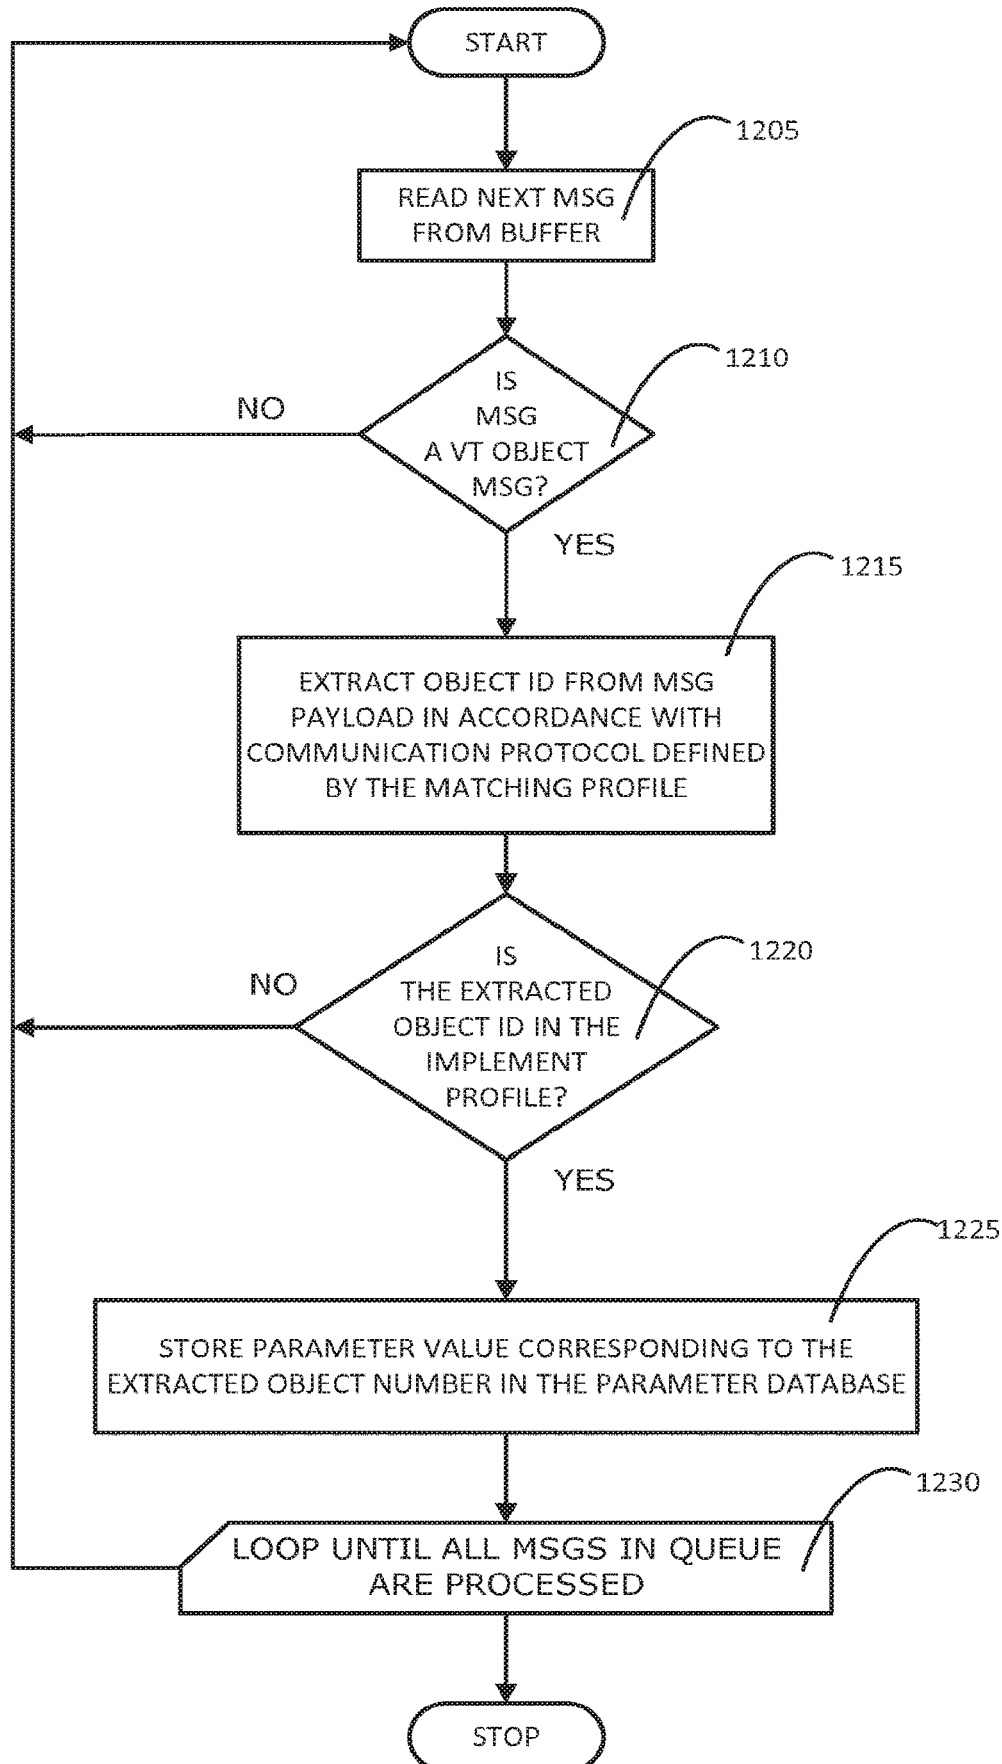 START
1205
READ NEXT MSG
FROM BUFFER
1210
IS
MSG
A VT OBJECT
MSG?
NO
YES
1215
EXTRACT OBJECT ID FROM MSG
PAYLOAD IN ACCORDANCE WITH
COMMUNICATION PROTOCOL DEFINED
BY THE MATCHING PROFILE
1220
IS
THE EXTRACTED
OBJECT ID IN THE
IMPLEMENT
PROFILE?
NO
YES
1225
STORE PARAMETER VALUE CORRESPONDING TO THE
EXTRACTED OBJECT NUMBER IN THE PARAMETER DATABASE
1230
LOOP UNTIL ALL MSGS IN QUEUE
ARE PROCESSED
STOP